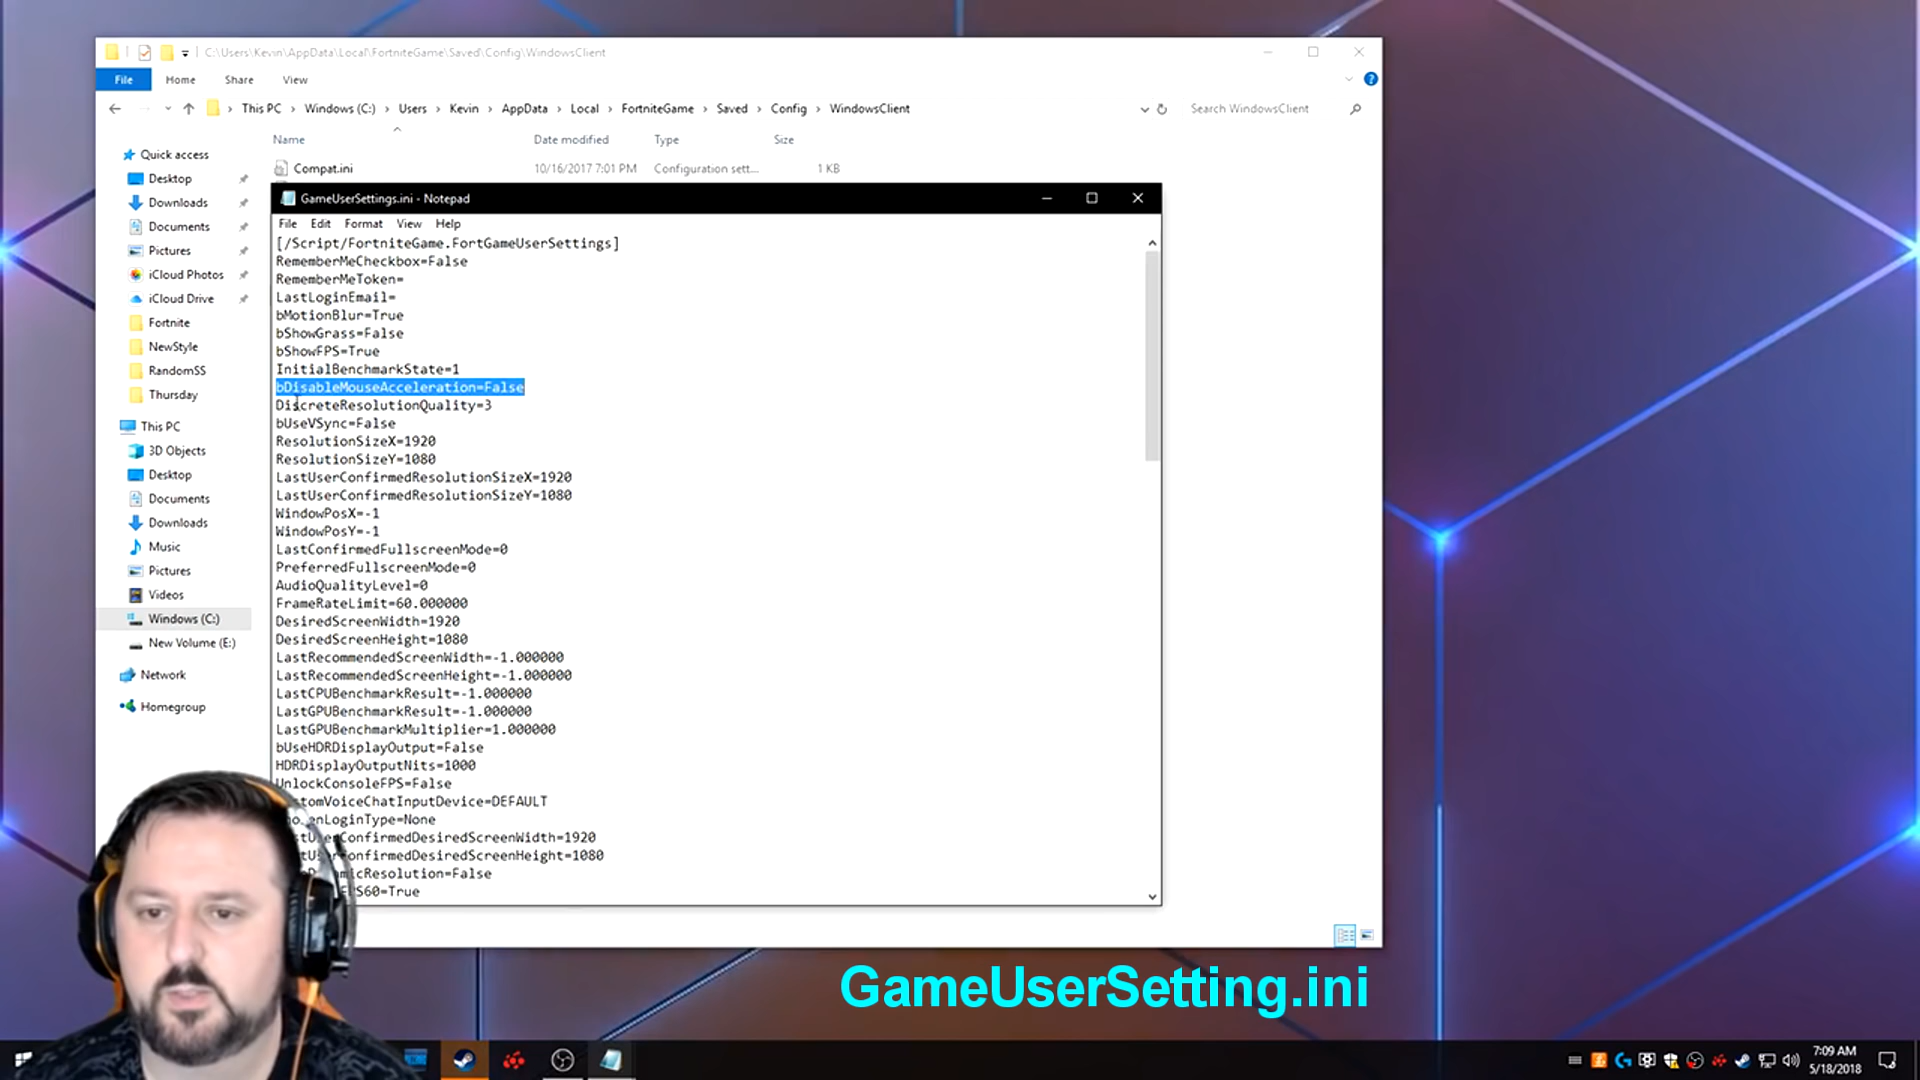 C:\Users\Kevin\AppData\Local\FortniteGame\Saved\Config\WindowsClient
File Home Share View
This PC Windows (C:) Users Kevin AppData Local FortniteGame Saved Config WindowsClient Search WindowsClient
Name Date modified Type Size
Compat.ini 10/16/2017 7:01 PM Configuration sett... 1 KB
Quick access
Desktop
Downloads
Documents
Pictures
iCloud Photos
iCloud Drive
Fortnite
NewStyle
RandomSS
Thursday
This PC
3D Objects
Desktop
Documents
Downloads
Music
Pictures
Videos
Windows (C:)
New Volume (E:)
Network
Homegroup
GameUserSettings.ini - Notepad
File Edit Format View Help
[/Script/FortniteGame.FortGameUserSettings]
RememberMeCheckbox=False
RememberMeToken=
LastLoginEmail=
bMotionBlur=True
bShowGrass=False
bShowFPS=True
InitialBenchmarkState=1
bDisableMouseAcceleration=False
DiscreteResolutionQuality=3
bUseVSync=False
ResolutionSizeX=1920
ResolutionSizeY=1080
LastUserConfirmedResolutionSizeX=1920
LastUserConfirmedResolutionSizeY=1080
WindowPosX=-1
WindowPosY=-1
LastConfirmedFullscreenMode=0
PreferredFullscreenMode=0
AudioQualityLevel=0
FrameRateLimit=60.000000
DesiredScreenWidth=1920
DesiredScreenHeight=1080
LastRecommendedScreenWidth=-1.000000
LastRecommendedScreenHeight=-1.000000
LastCPUBenchmarkResult=-1.000000
LastGPUBenchmarkResult=-1.000000
LastGPUBenchmarkMultiplier=1.000000
bUseHDRDisplayOutput=False
HDRDisplayOutputNits=1000
UnlockConsoleFPS=False
tomVoiceChatInputDevice=DEFAULT
enLoginType=None
ConfirmedDesiredScreenWidth=1920
onfirmedDesiredScreenHeight=1080
micResolution=False
PS60=True
GameUserSetting.ini
7:09 AM
5/18/2018